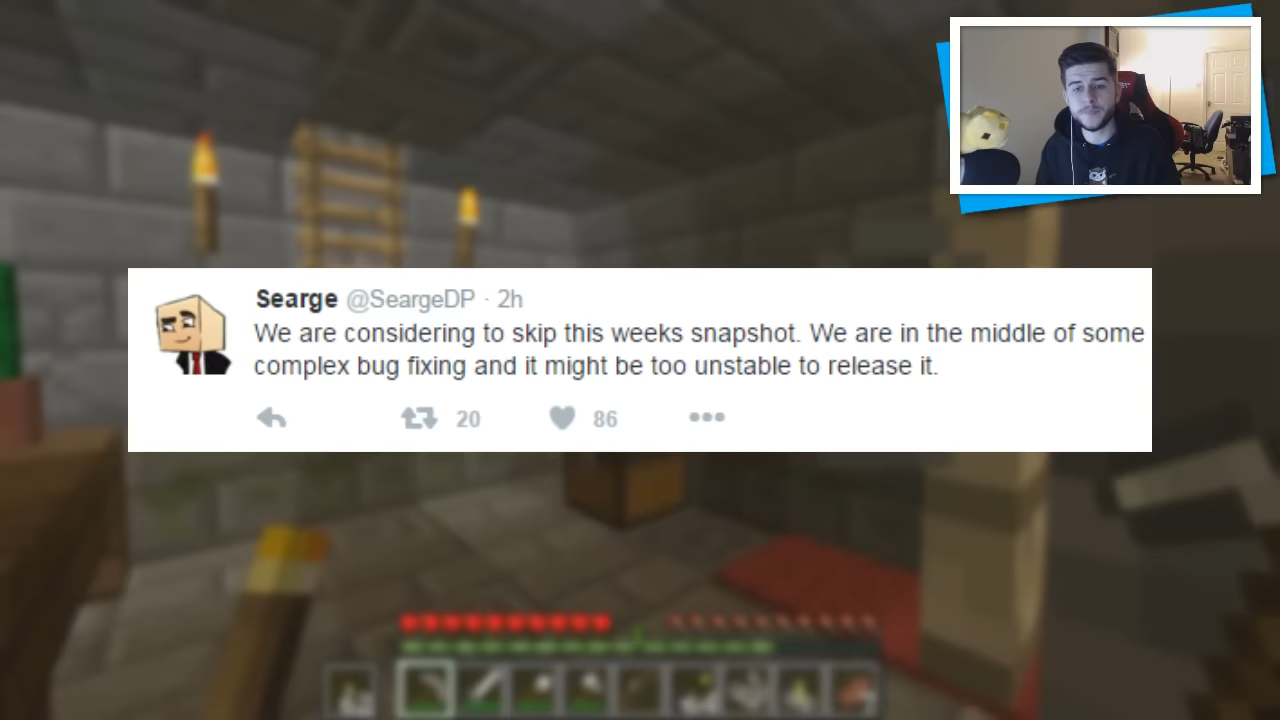 Searge @SeargeDP · 2h
We are considering to skip this weeks snapshot. We are in the middle of some
complex bug fixing and it might be too unstable to release it.
20 86